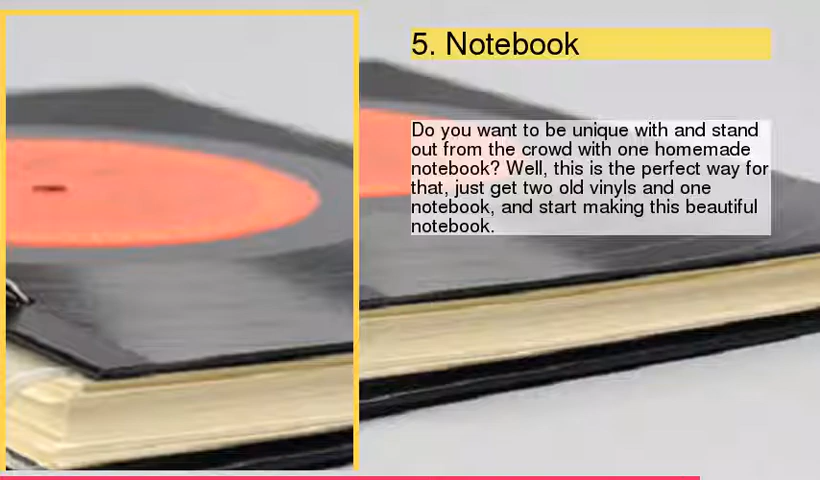 5. Notebook
Do you want to be unique with and stand
out from the crowd with one homemade
notebook? Well, this is the perfect way for
that, just get two old vinyls and one
notebook, and start making this beautiful
notebook.